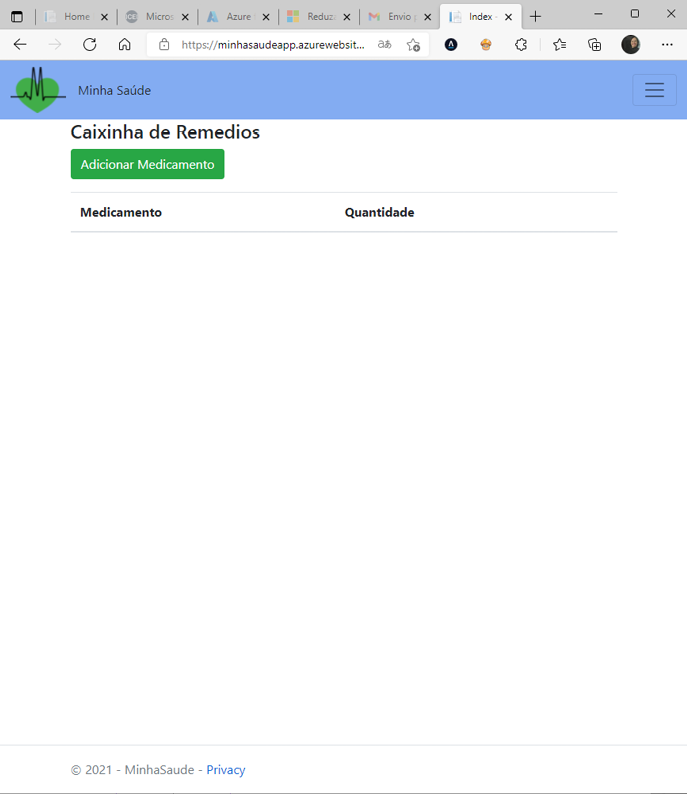 Home
Micros
Azure
Reduz
Envio
Index -
https://minhasaudeapp.azurewebsit...
Minha Saúde
Caixinha de Remedios
Adicionar Medicamento
Medicamento Quantidade
© 2021 - MinhaSaude - Privacy